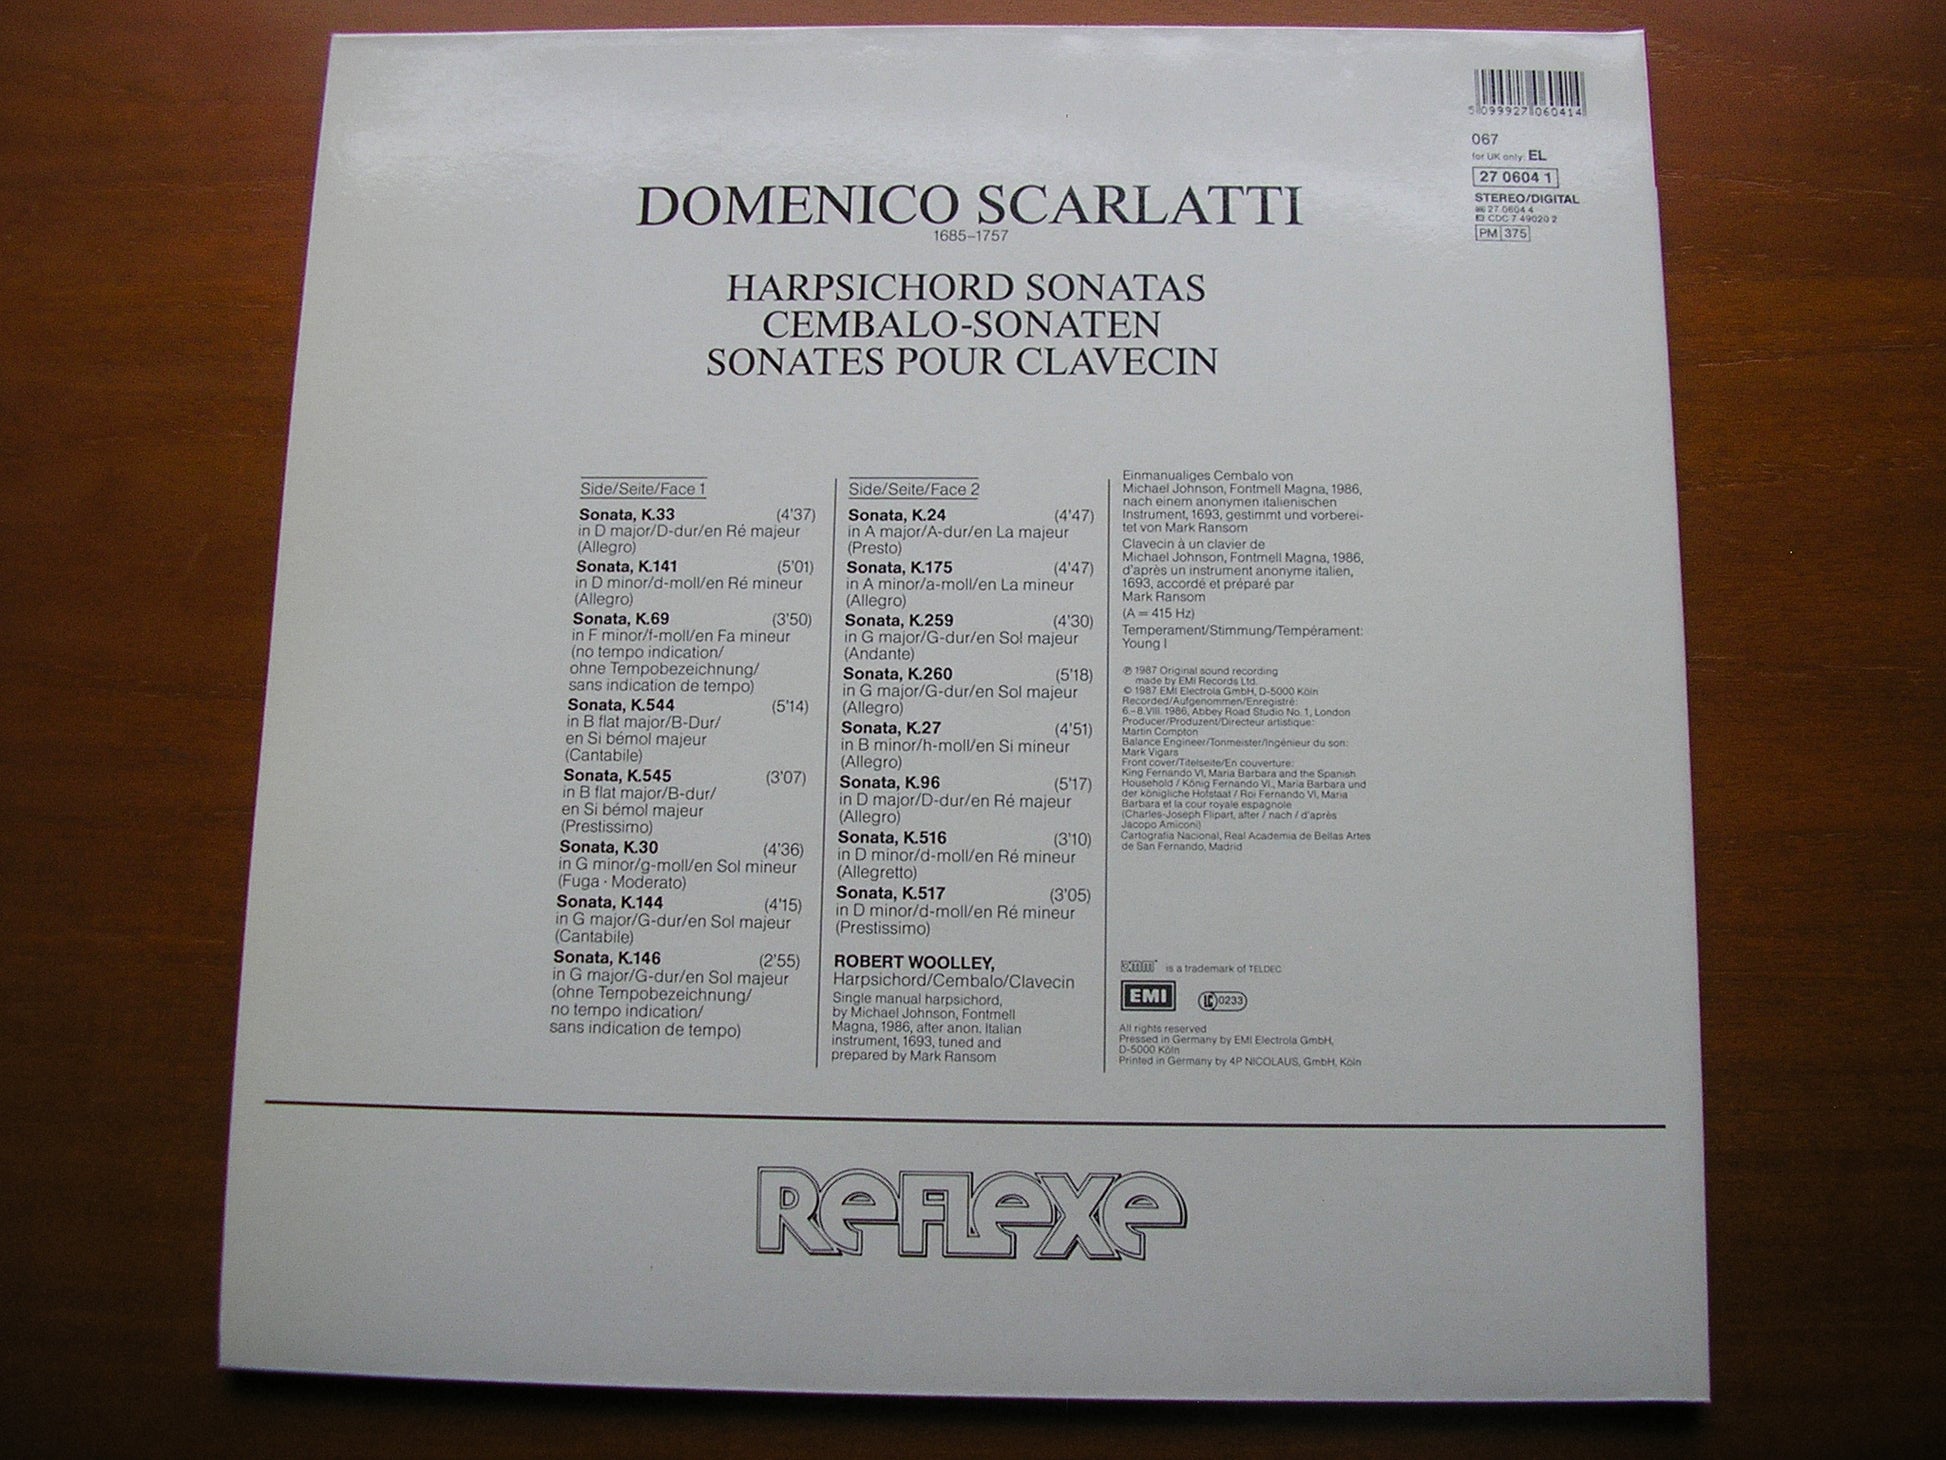 5 099927 060414
067
for UK only: EL
27 0604 1
STEREO/DIGITAL
27 0604 4
CDC 7 49020 2
PM 375
DOMENICO SCARLATTI
1685–1757
HARPSICHORD SONATAS
CEMBALO-SONATEN
SONATES POUR CLAVECIN
Side/Seite/Face 1
Sonata, K.33 (4'37)
in D major/D-dur/en Ré majeur
(Allegro)
Sonata, K.141 (5'01)
in D minor/d-moll/en Ré mineur
(Allegro)
Sonata, K.69 (3'50)
in F minor/f-moll/en Fa mineur
(no tempo indication/
ohne Tempobezeichnung/
sans indication de tempo)
Sonata, K.544 (5'14)
in B flat major/B-Dur/
en Si bémol majeur
(Cantabile)
Sonata, K.545 (3'07)
in B flat major/B-dur/
en Si bémol majeur
(Prestissimo)
Sonata, K.30 (4'36)
in G minor/g-moll/en Sol mineur
(Fuga · Moderato)
Sonata, K.144 (4'15)
in G major/G-dur/en Sol majeur
(Cantabile)
Sonata, K.146 (2'55)
in G major/G-dur/en Sol majeur
(ohne Tempobezeichnung/
no tempo indication/
sans indication de tempo)
Side/Seite/Face 2
Sonata, K.24 (4'47)
in A major/A-dur/en La majeur
(Presto)
Sonata, K.175 (4'47)
in A minor/a-moll/en La mineur
(Allegro)
Sonata, K.259 (4'30)
in G major/G-dur/en Sol majeur
(Andante)
Sonata, K.260 (5'18)
in G major/G-dur/en Sol majeur
(Allegro)
Sonata, K.27 (4'51)
in B minor/h-moll/en Si mineur
(Allegro)
Sonata, K.96 (5'17)
in D major/D-dur/en Ré majeur
(Allegro)
Sonata, K.516 (3'10)
in D minor/d-moll/en Ré mineur
(Allegretto)
Sonata, K.517 (3'05)
in D minor/d-moll/en Ré mineur
(Prestissimo)
ROBERT WOOLLEY,
Harpsichord/Cembalo/Clavecin
Single manual harpsichord,
by Michael Johnson, Fontmell
Magna, 1986, after anon. Italian
instrument, 1693, tuned and
prepared by Mark Ransom
Einmanualiges Cembalo von
Michael Johnson, Fontmell Magna, 1986,
nach einem anonymen italienischen
Instrument, 1693, gestimmt und vorberei-
tet von Mark Ransom
Clavecin à un clavier de
Michael Johnson, Fontmell Magna, 1986,
d'après un instrument anonyme italien,
1693, accordé et préparé par
Mark Ransom
(A = 415 Hz)
Temperament/Stimmung/Tempérament:
Young I
℗ 1987 Original sound recording
made by EMI Records Ltd.
© 1987 EMI Electrola GmbH, D-5000 Köln
Recorded/Aufgenommen/Enregistré:
6.–8.VIII. 1986, Abbey Road Studio No. 1, London
Producer/Produzent/Directeur artistique:
Martin Compton
Balance Engineer/Tonmeister/Ingénieur du son:
Mark Vigars
Front cover/Titelseite/En couverture:
King Fernando VI, Maria Barbara and the Spanish
Household / König Fernando VI., Maria Barbara und
der königliche Hofstaat / Roi Fernando VI, Maria
Barbara et la cour royale espagnole
(Charles-Joseph Flipart, after / nach / d'après
Jacopo Amiconi)
Cartografia Nacional, Real Academia de Bellas Artes
de San Fernando, Madrid
DMM is a trademark of TELDEC
EMI LC 0233
All rights reserved
Pressed in Germany by EMI Electrola GmbH,
D-5000 Köln
Printed in Germany by 4P NICOLAUS, GmbH, Köln
REFLEXE